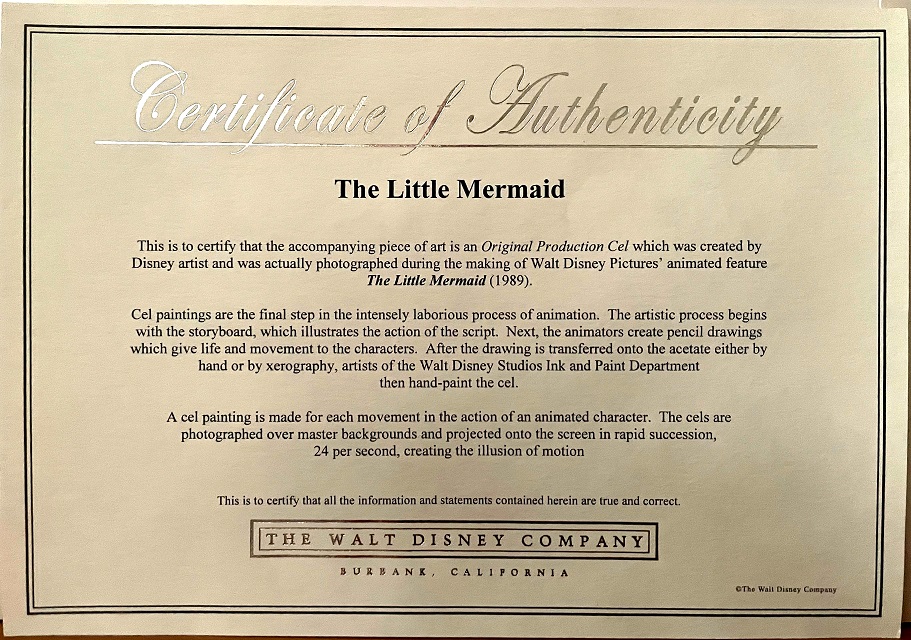 Certificate of Authenticity
The Little Mermaid
This is to certify that the accompanying piece of art is an Original Production Cel which was created by
Disney artist and was actually photographed during the making of Walt Disney Pictures' animated feature
The Little Mermaid (1989).
Cel paintings are the final step in the intensely laborious process of animation. The artistic process begins
with the storyboard, which illustrates the action of the script. Next, the animators create pencil drawings
which give life and movement to the characters. After the drawing is transferred onto the acetate either by
hand or by xerography, artists of the Walt Disney Studios Ink and Paint Department
then hand-paint the cel.
A cel painting is made for each movement in the action of an animated character. The cels are
photographed over master backgrounds and projected onto the screen in rapid succession,
24 per second, creating the illusion of motion
This is to certify that all the information and statements contained herein are true and correct.
THE WALT DISNEY COMPANY
BURBANK, CALIFORNIA
©The Walt Disney Company